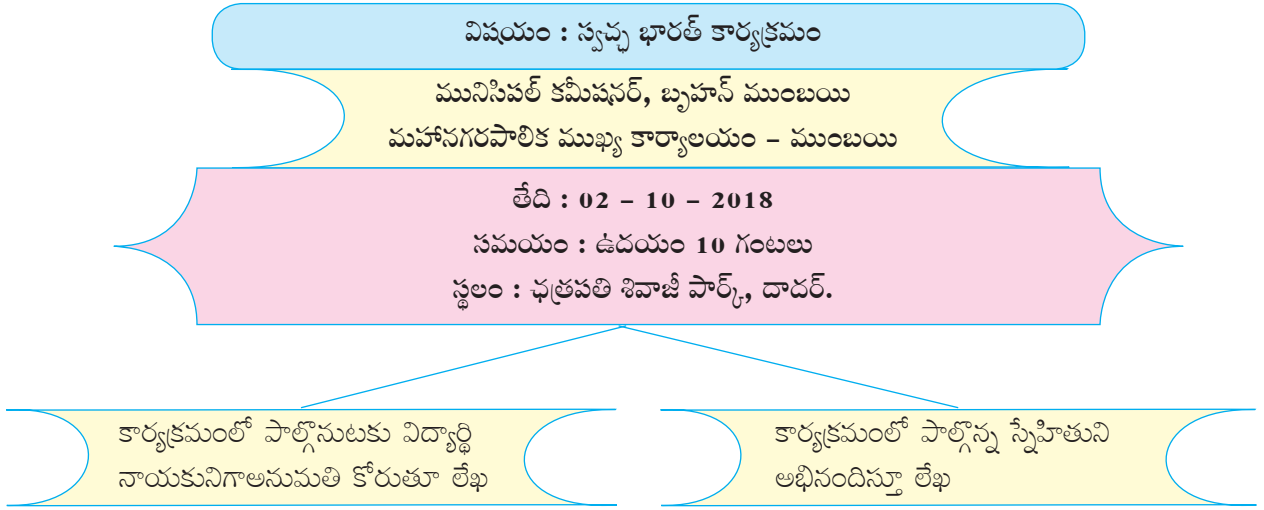 విషయం : స్వచ్ఛ భారత్ కార్యక్రమం
మునిసిపల్ కమీషనర్, బృహన్ ముంబయి
మహానగరపాలిక ముఖ్య కార్యాలయం – ముంబయి
తేది : 02 – 10 – 2018
సమయం : ఉదయం 10 గంటలు
స్థలం : ఛత్రపతి శివాజీ పార్క్, దాదర్.
కార్యక్రమంలో పాల్గొనుటకు విద్యార్థి
నాయకునిగాఅనుమతి కోరుతూ లేఖ
కార్యక్రమంలో పాల్గొన్న స్నేహితుని
అభినందిస్తూ లేఖ